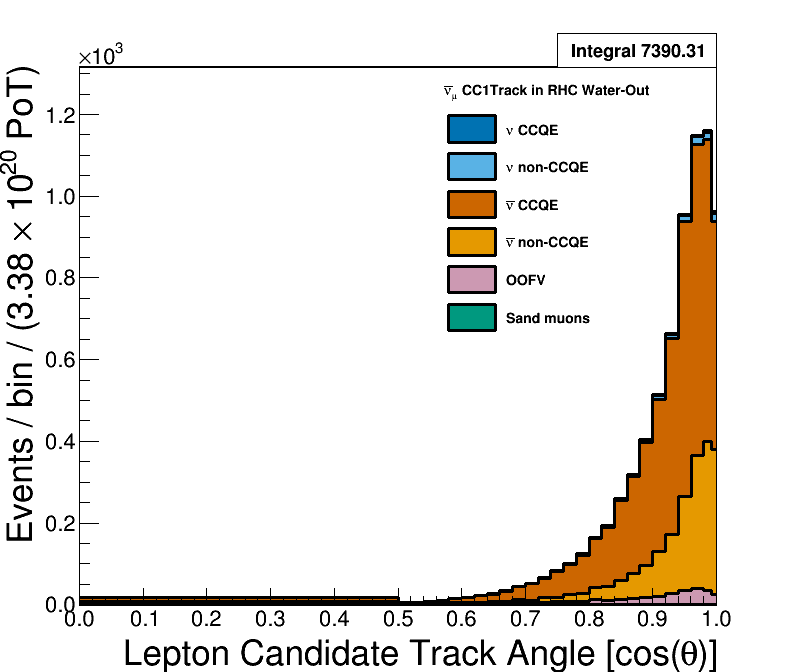 ×10³
Integral 7390.31
ν̅μ CC1Track in RHC Water-Out
ν CCQE
ν non-CCQE
ν̅ CCQE
ν̅ non-CCQE
OOFV
Sand muons
Events / bin / (3.38 × 10²⁰ PoT)
1.2
1.0
0.8
0.6
0.4
0.2
0.0
0.0 0.1 0.2 0.3 0.4 0.5 0.6 0.7 0.8 0.9 1.0
Lepton Candidate Track Angle [cos(θ)]